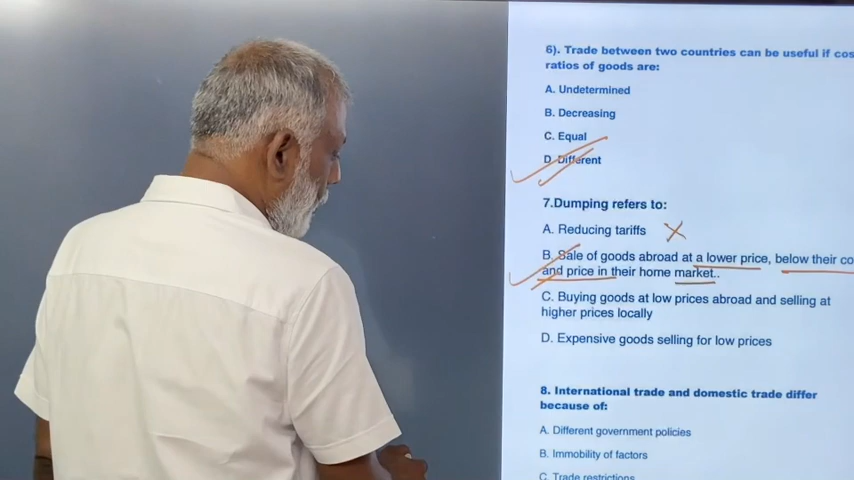 6). Trade between two countries can be useful if
ratios of goods are:
A. Undetermined
B. Decreasing
C. Equal
D. Different
7.Dumping refers to:
A. Reducing tariffs
B. Sale of goods abroad at a lower price, below their
and price in their home market..
C. Buying goods at low prices abroad and selling at
higher prices locally
D. Expensive goods selling for low prices
8. International trade and domestic trade differ
because of:
A. Different government policies
B. Immobility of factors
C. Trade restrictions